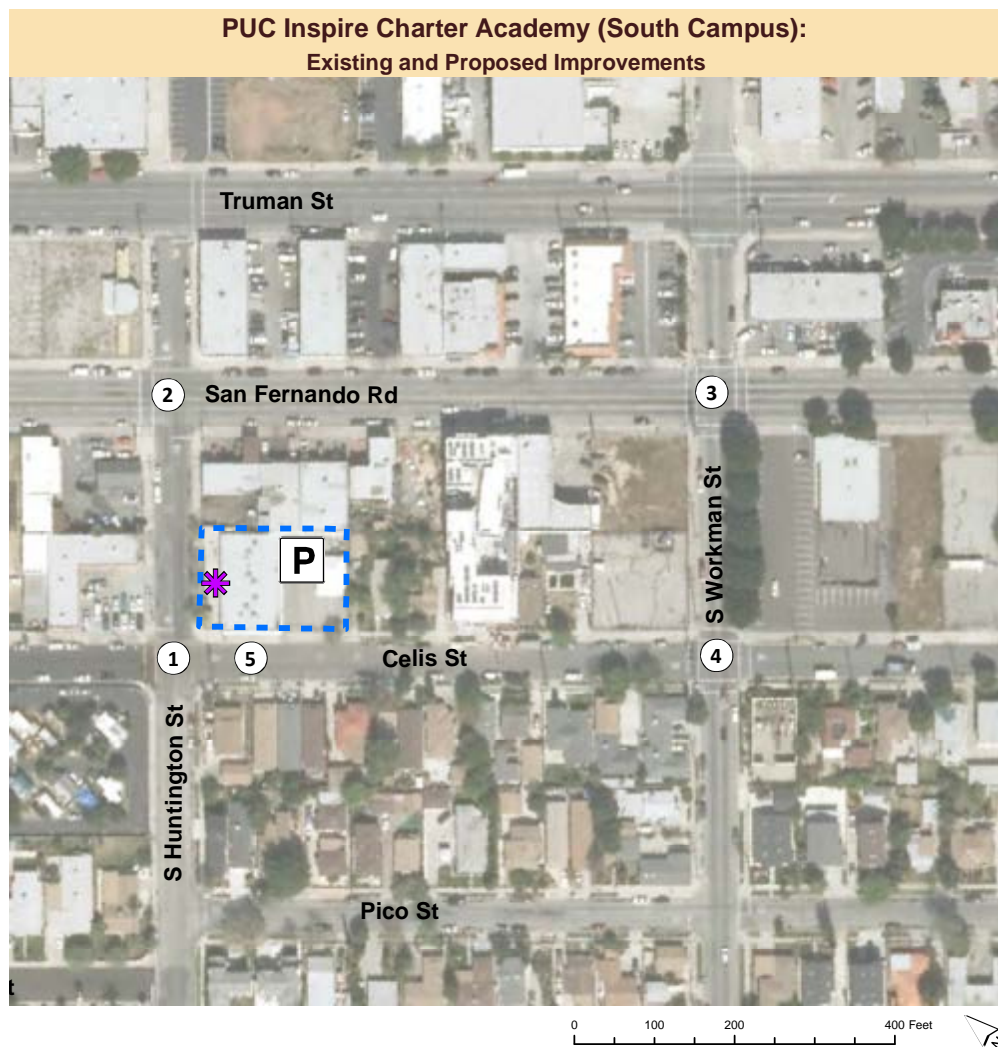 PUC Inspire Charter Academy (South Campus):
Existing and Proposed Improvements
Truman St
2
San Fernando Rd
3
P
S Workman St
1
5
Celis St
4
S Huntington St
Pico St
t
0 100 200 400 Feet